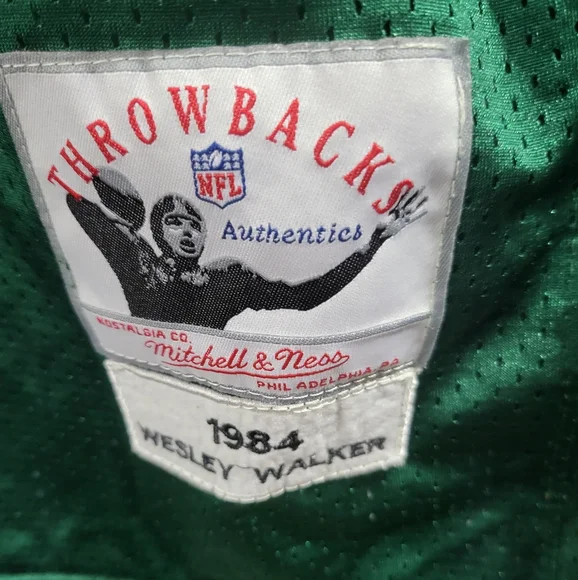 THROWBACKS
NFL
Authentics
NOSTALGIA CO.
Mitchell & Ness
PHILADELPHIA, PA
1984
WESLEY WALKER